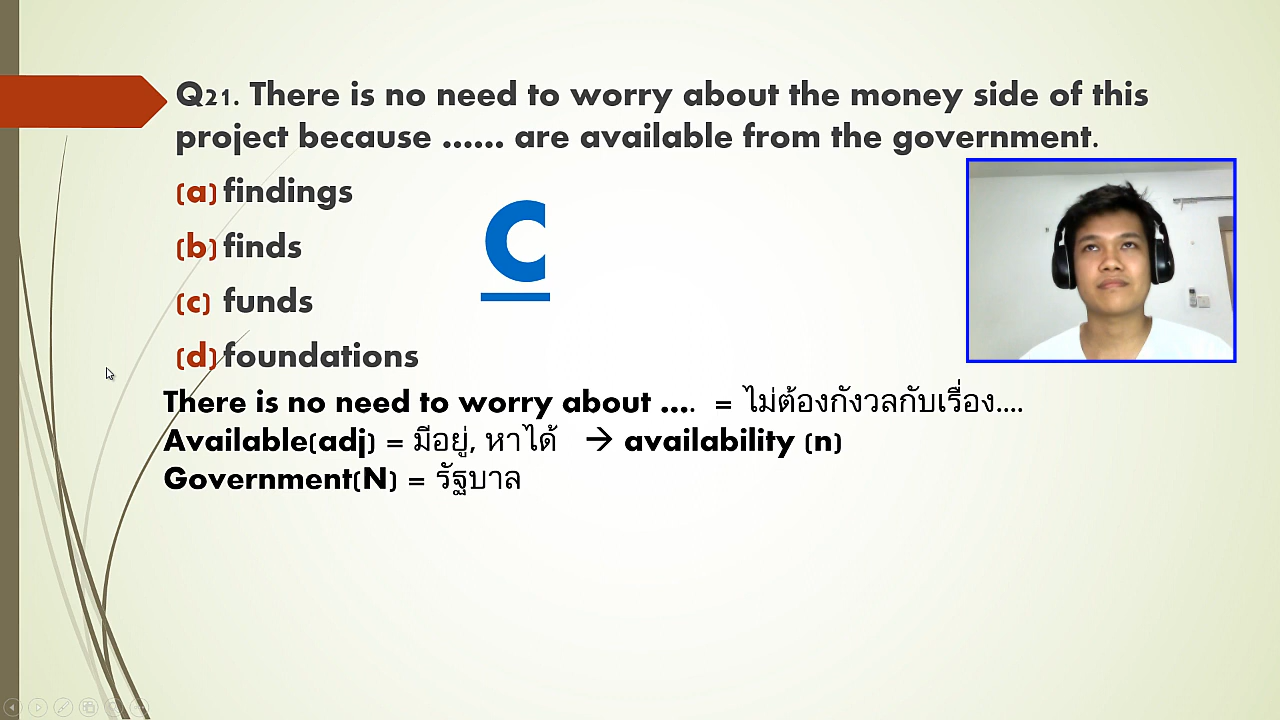 Q21. There is no need to worry about the money side of this
project because ...... are available from the government.
(a) findings
(b) finds
(c) funds
(d) foundations
C
There is no need to worry about .... = ไม่ต้องกังวลกับเรื่อง....
Available(adj) = มีอยู่, หาได้ → availability (n)
Government(N) = รัฐบาล